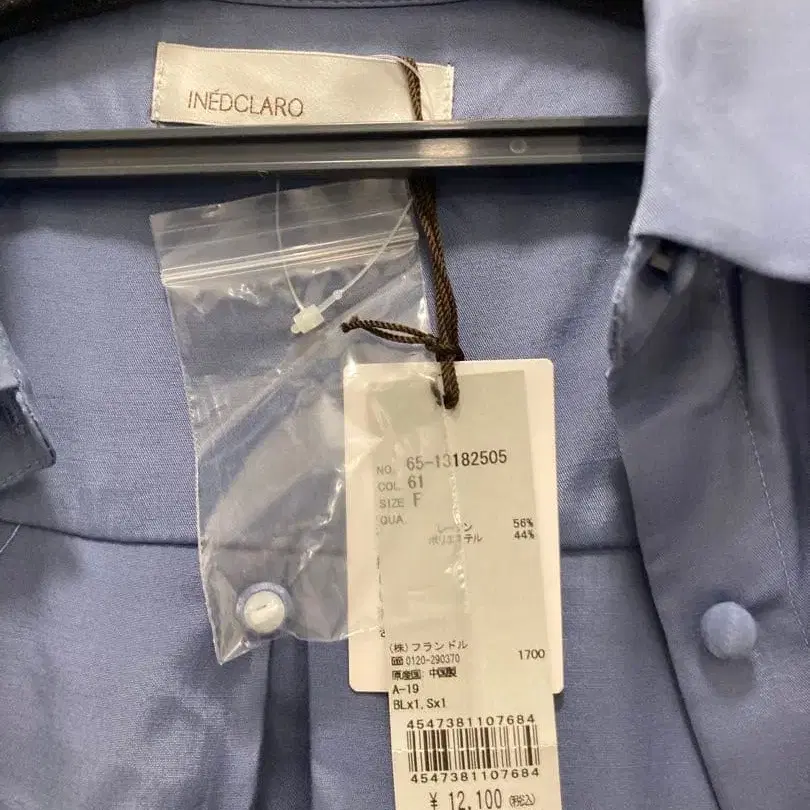 INÉDCLARO
NO. 65-13182505
COL. 61
SIZE F
QUA.
レーヨン 56%
ポリエステル 44%
(株)フランドル
0120-290370 1700
原産国: 中国製
A-19
BLx1, Sx1
4547381107684
4547381107684
¥ 12,100 (税込)